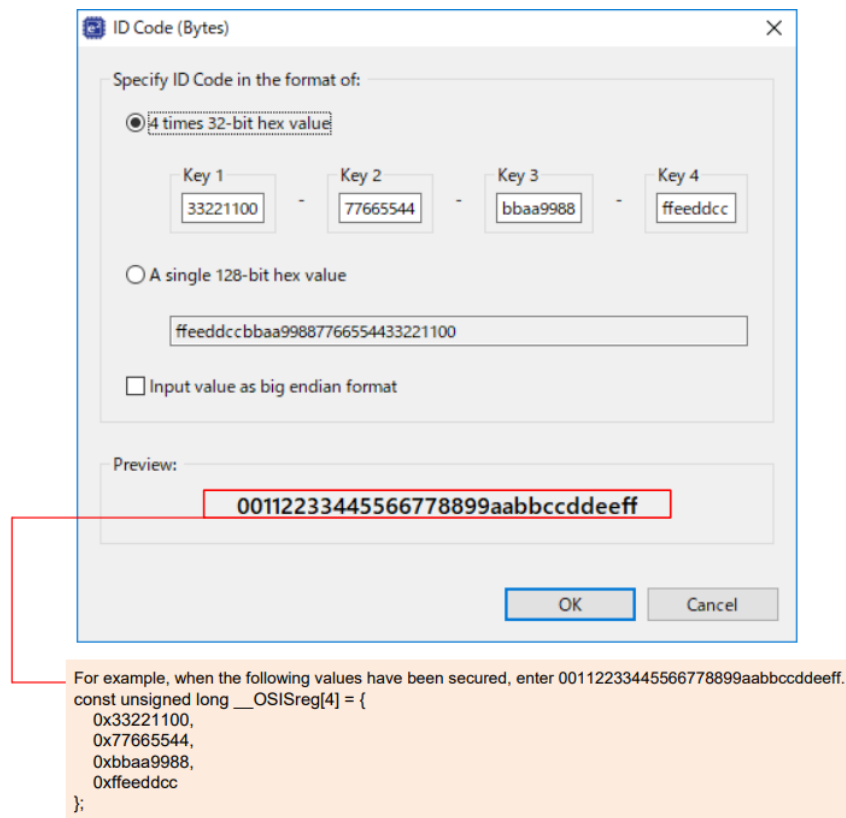 ID Code (Bytes)
Specify ID Code in the format of:
4 times 32-bit hex value
Key 1 Key 2 Key 3 Key 4
33221100 - 77665544 - bbaa9988 - ffeeddcc
A single 128-bit hex value
ffeeddccbbaa99887766554433221100
Input value as big endian format
Preview:
00112233445566778899aabbccddeeff
OK Cancel
For example, when the following values have been secured, enter 00112233445566778899aabbccddeeff.
const unsigned long __OSISreg[4] = {
0x33221100,
0x77665544,
0xbbaa9988,
0xffeeddcc
};